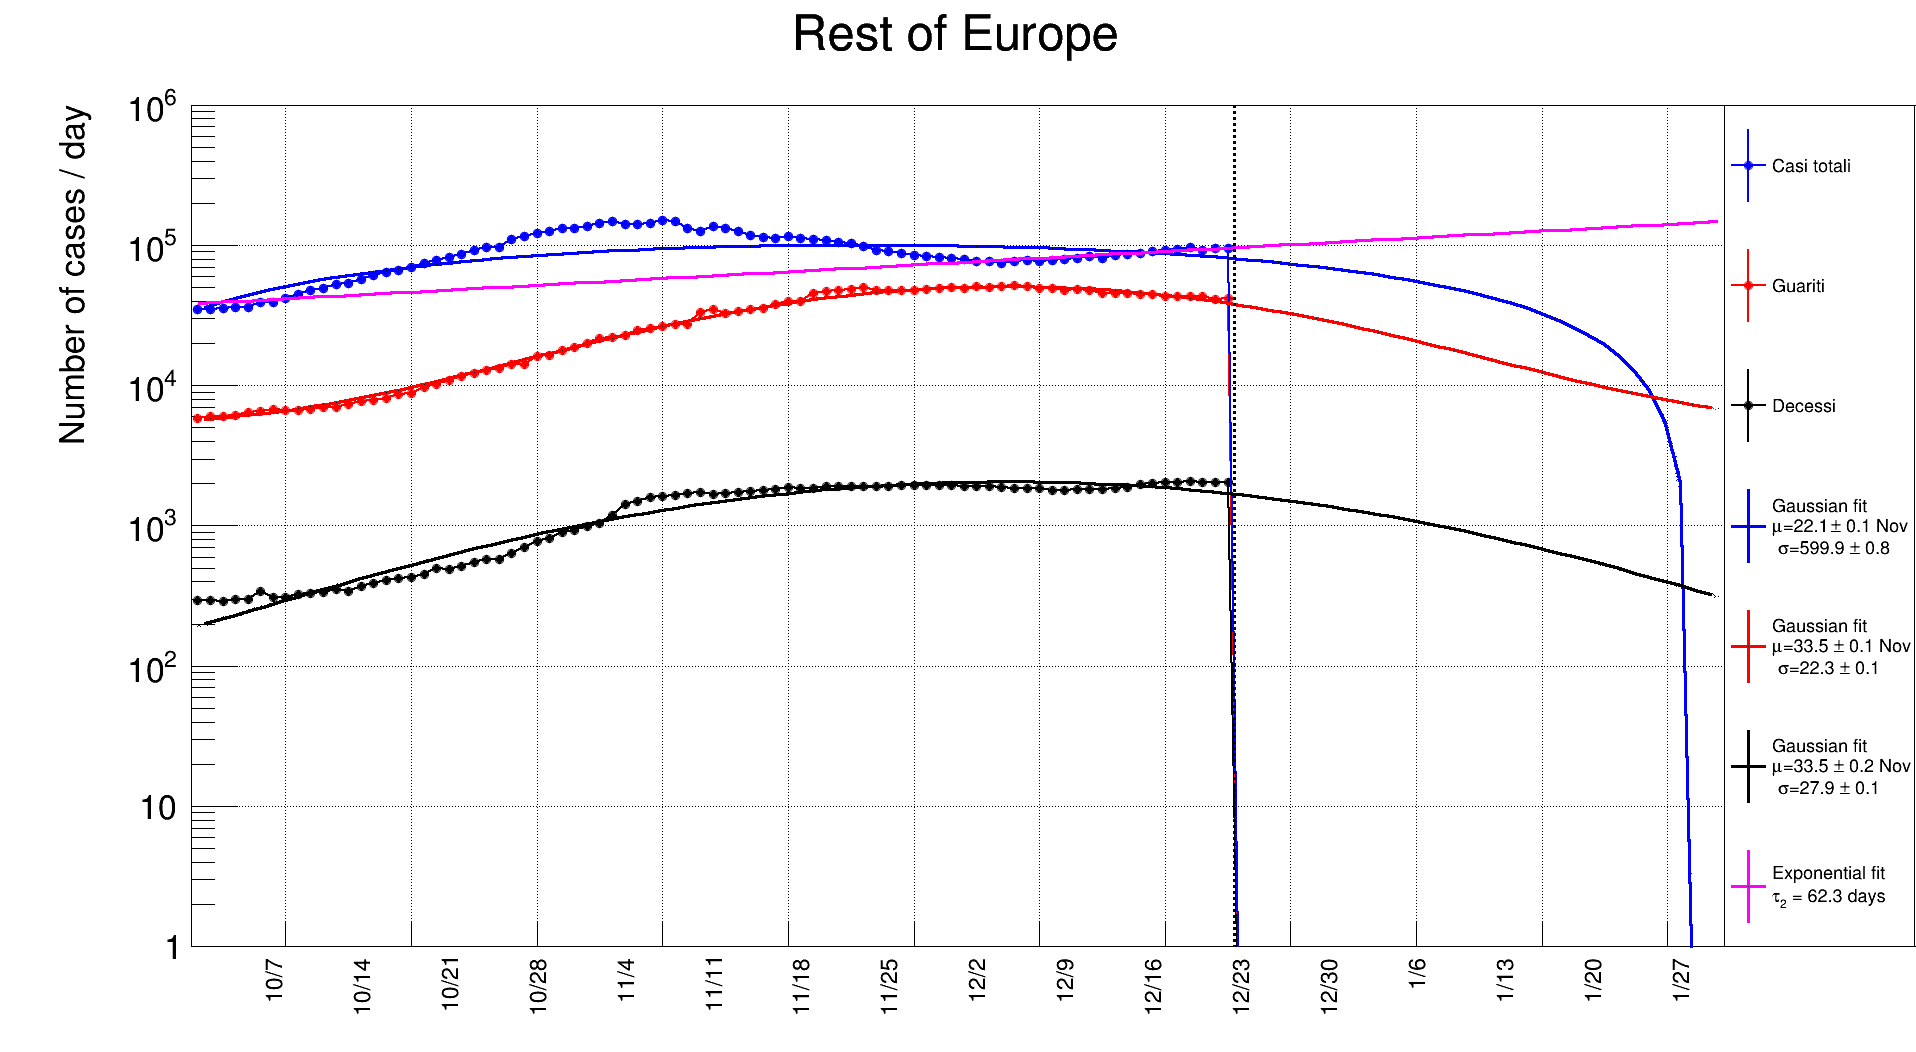 Rest of Europe
Number of cases / day
10^6
10^5
10^4
10^3
10^2
10
1
10/7
10/14
10/21
10/28
11/4
11/11
11/18
11/25
12/2
12/9
12/16
12/23
12/30
1/6
1/13
1/20
1/27
Casi totali
Guariti
Decessi
Gaussian fit
μ=22.1 ± 0.1 Nov
σ=599.9 ± 0.8
Gaussian fit
μ=33.5 ± 0.1 Nov
σ=22.3 ± 0.1
Gaussian fit
μ=33.5 ± 0.2 Nov
σ=27.9 ± 0.1
Exponential fit
τ₂ = 62.3 days